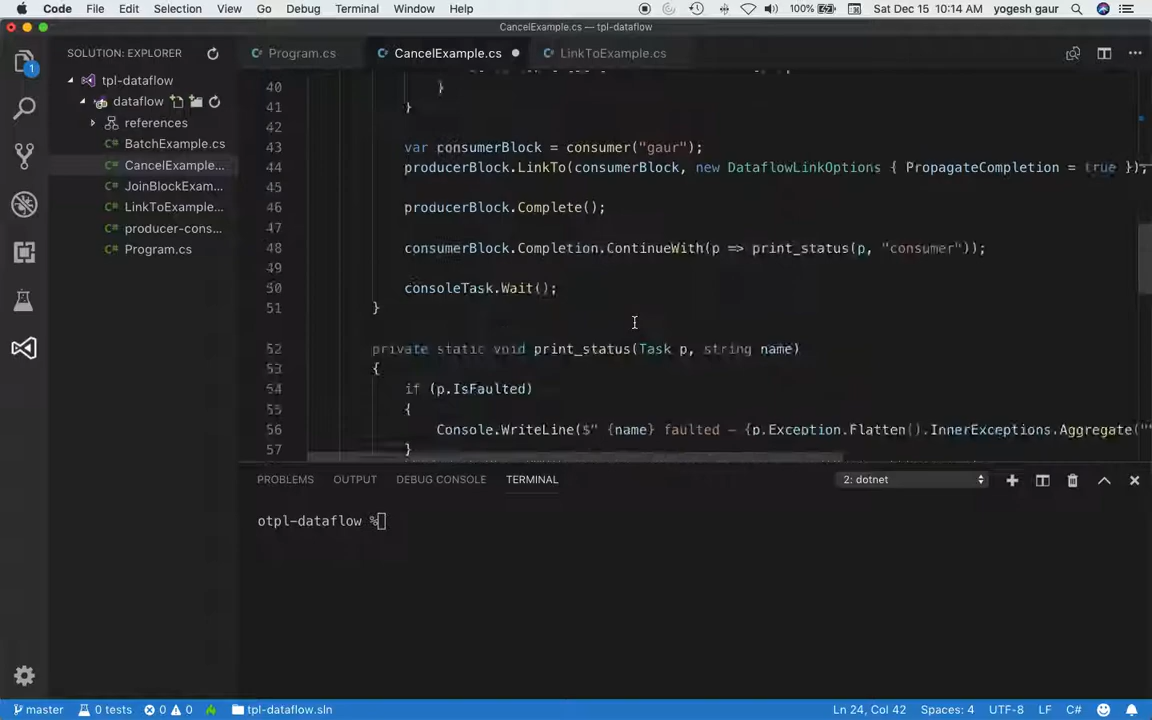 Code File Edit Selection View Go Debug Terminal Window Help 100% Sat Dec 15 10:14 AM yogesh gaur
CancelExample.cs — tpl-dataflow
SOLUTION: EXPLORER
Program.cs CancelExample.cs LinkToExample.cs
1
tpl-dataflow
dataflow
references
BatchExample.cs
CancelExample...
JoinBlockExam...
LinkToExample...
producer-cons...
Program.cs
40 }
41 }
42
43 var consumerBlock = consumer("gaur");
44 producerBlock.LinkTo(consumerBlock, new DataflowLinkOptions { PropagateCompletion = true });
45
46 producerBlock.Complete();
47
48 consumerBlock.Completion.ContinueWith(p => print_status(p, "consumer"));
49
50 consoleTask.Wait();
51 }
52 private static void print_status(Task p, string name)
53 {
54 if (p.IsFaulted)
55 {
56 Console.WriteLine($" {name} faulted - {p.Exception.Flatten().InnerExceptions.Aggregate(""
57 }
PROBLEMS OUTPUT DEBUG CONSOLE TERMINAL 2: dotnet
otpl-dataflow %
master 0 tests 0 0 tpl-dataflow.sln Ln 24, Col 42 Spaces: 4 UTF-8 LF C#